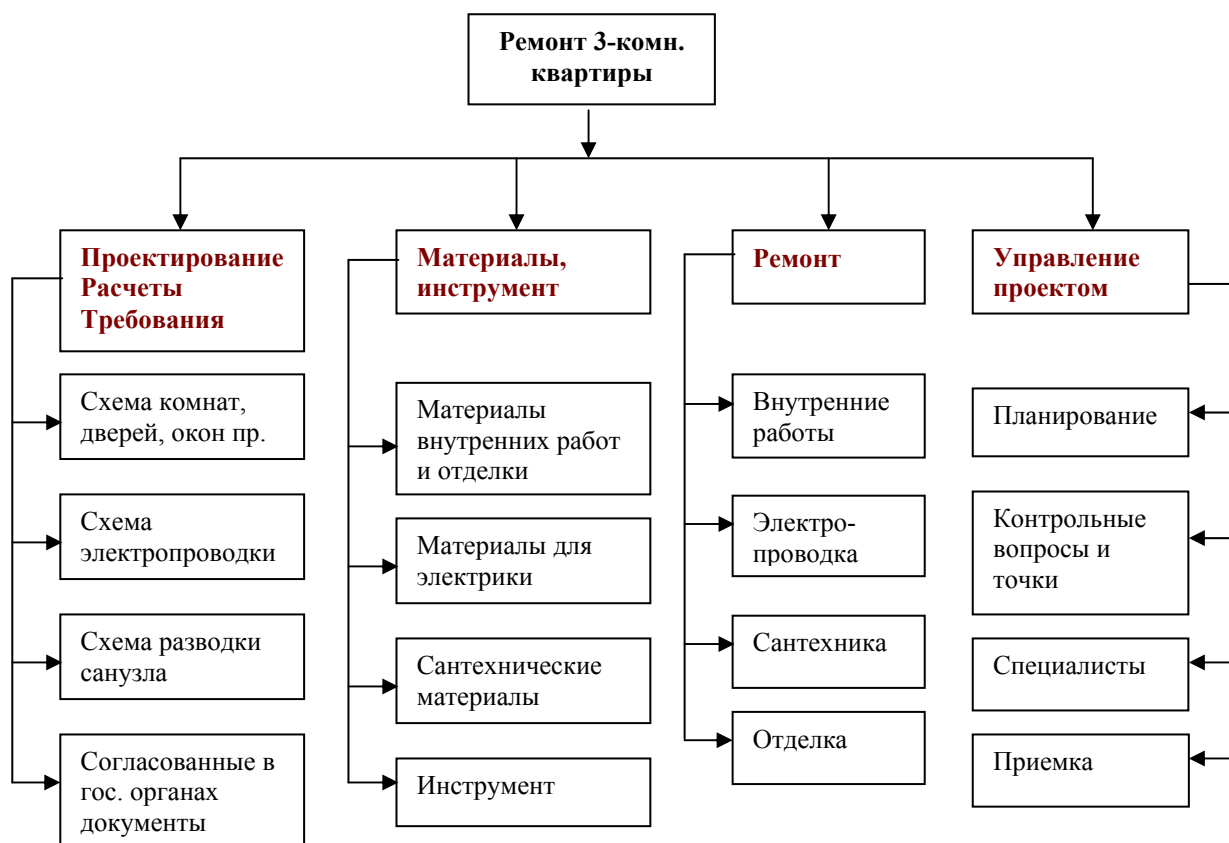 Ремонт 3-комн.
квартиры
Проектирование
Расчеты
Требования
Схема комнат,
дверей, окон пр.
Схема
электропроводки
Схема разводки
санузла
Согласованные в
гос. органах
документы
Материалы,
инструмент
Материалы
внутренних работ
и отделки
Материалы для
электрики
Сантехнические
материалы
Инструмент
Ремонт
Внутренние
работы
Электро-
проводка
Сантехника
Отделка
Управление
проектом
Планирование
Контрольные
вопросы и
точки
Специалисты
Приемка